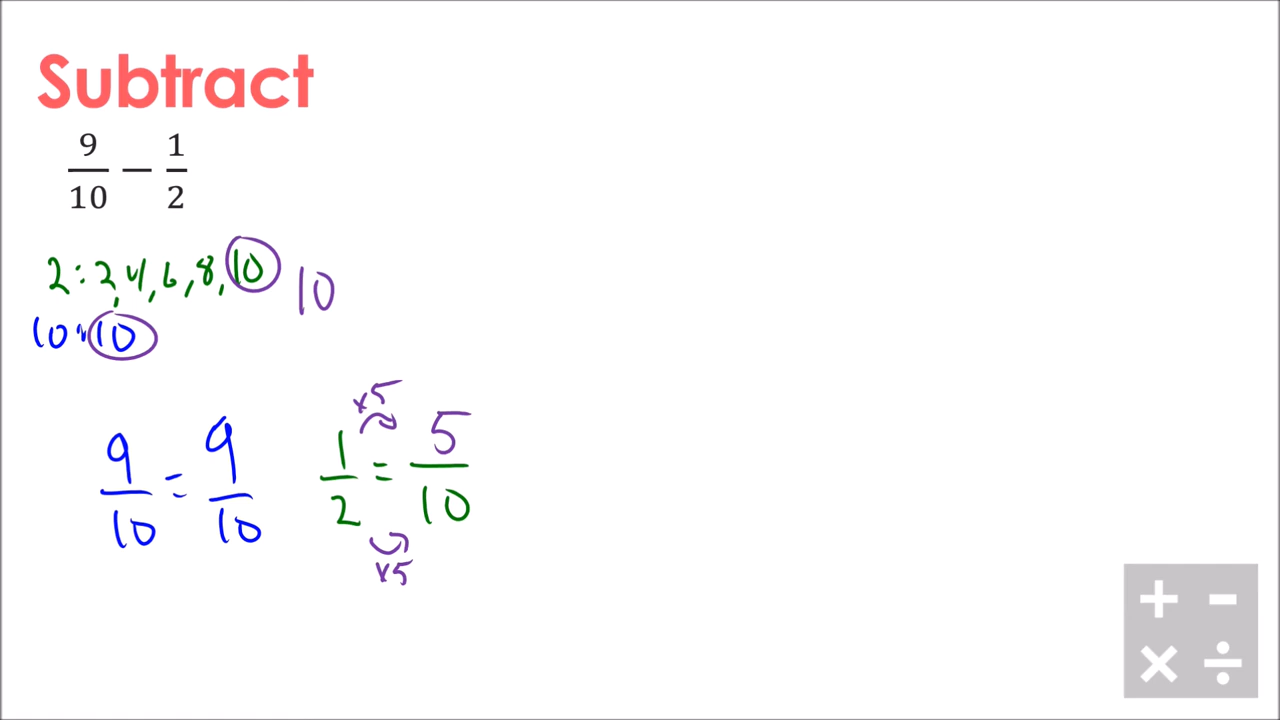 Subtract
9/10 − 1/2
2: 2, 4, 6, 8, 10
10
10: 10
×5
9/10 = 9/10
1/2 = 5/10
×5
+ −
× ÷